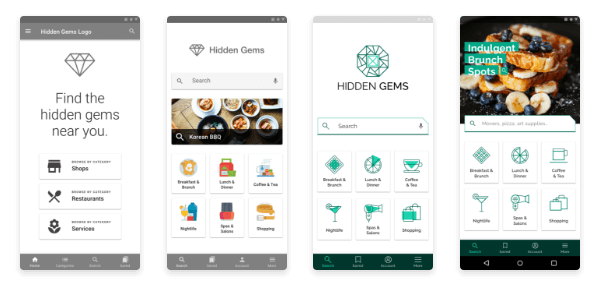 Hidden Gems Logo
Find the
hidden gems
near you.
BROWSE BY CATEGORY
Shops
BROWSE BY CATEGORY
Restaurants
BROWSE BY CATEGORY
Services
Home
Categories
Search
Saved
Hidden Gems
Search
Korean BBQ
Breakfast &
Brunch
Lunch &
Dinner
Coffee & Tea
Nightlife
Spas &
Salons
Shopping
Search
Saved
Account
More
HIDDEN GEMS
Search
Breakfast &
Brunch
Lunch &
Dinner
Coffee
& Tea
Nightlife
Spas &
Salons
Shopping
Search
Saved
Account
More
Indulgent
Brunch
Spots
Movies, pizza, art supplies...
Breakfast &
Brunch
Lunch &
Dinner
Coffee
& Tea
Nightlife
Spas &
Salons
Shopping
Search
Saved
Account
More